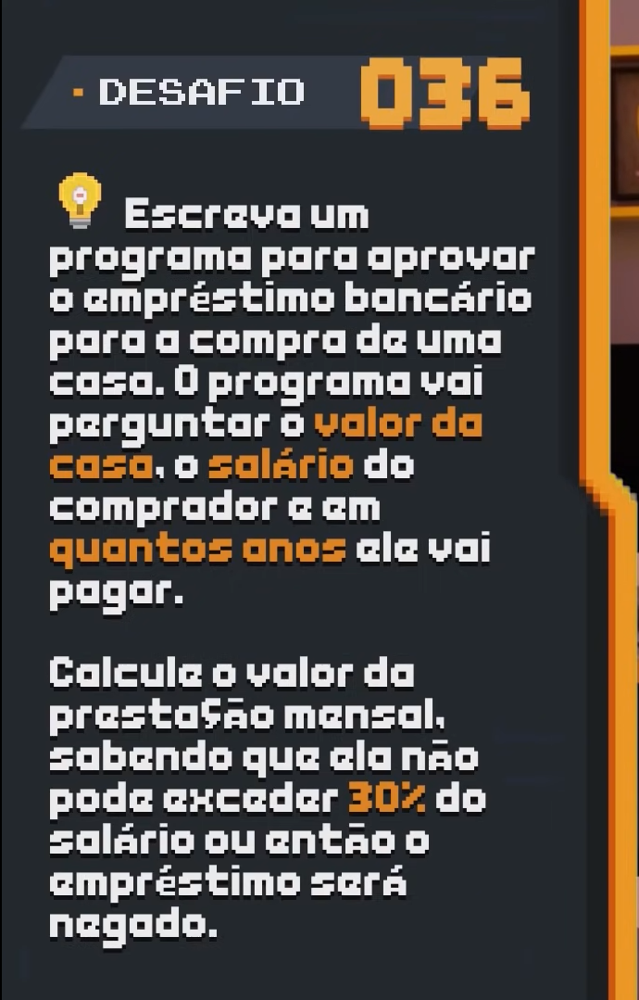 DESAFIO 036
Escreva um
programa para aprovar
o empréstimo bancário
para a compra de uma
casa. O programa vai
perguntar o valor da
casa, o salário do
comprador e em
quantos anos ele vai
pagar.
Calcule o valor da
prestação mensal,
sabendo que ela não
pode exceder 30% do
salário ou então o
empréstimo será
negado.